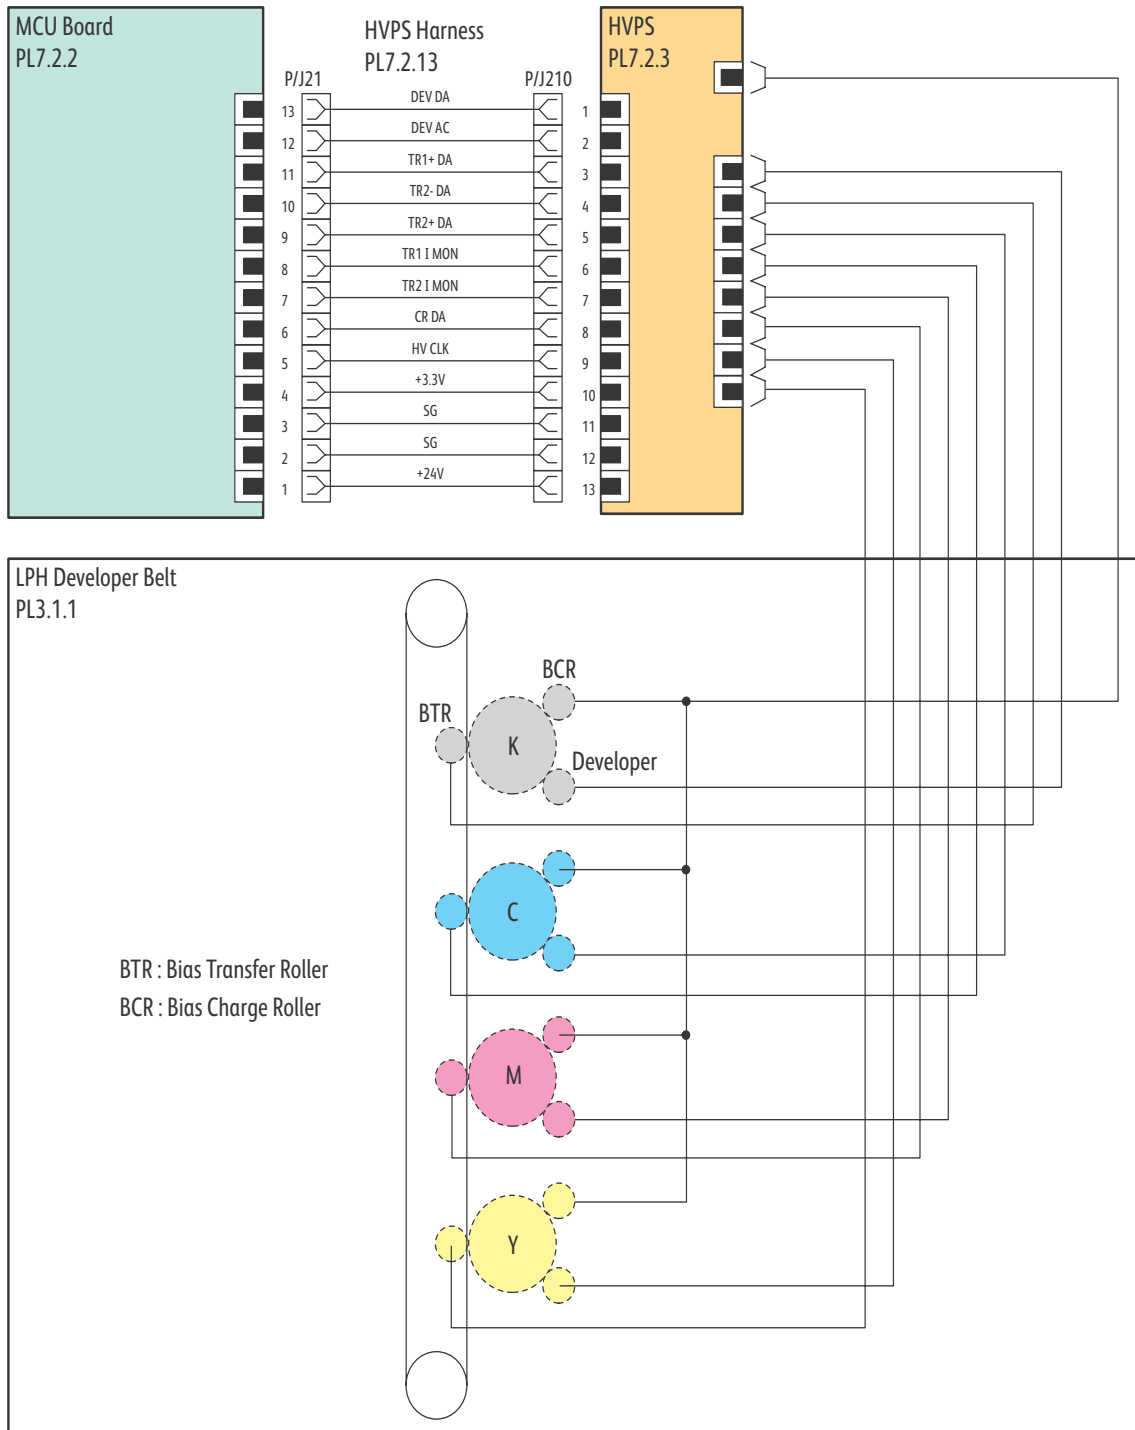 MCU Board
PL7.2.2
HVPS Harness
PL7.2.13
HVPS
PL7.2.3
P/J21
P/J210
13 DEV DA 1
12 DEV AC 2
11 TR1+ DA 3
10 TR2- DA 4
9 TR2+ DA 5
8 TR1 I MON 6
7 TR2 I MON 7
6 CR DA 8
5 HV CLK 9
4 +3.3V 10
3 SG 11
2 SG 12
1 +24V 13
LPH Developer Belt
PL3.1.1
BCR
BTR
K
Developer
C
BTR : Bias Transfer Roller
BCR : Bias Charge Roller
M
Y